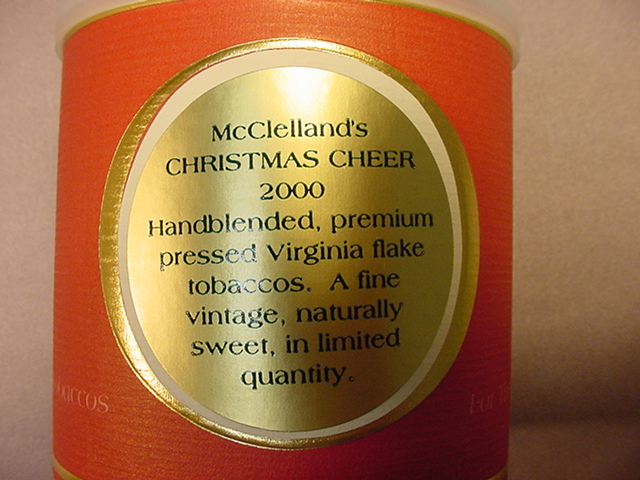 McClelland's
CHRISTMAS CHEER
2000
Handblended, premium
pressed Virginia flake
tobaccos. A fine
vintage, naturally
sweet, in limited
quantity.